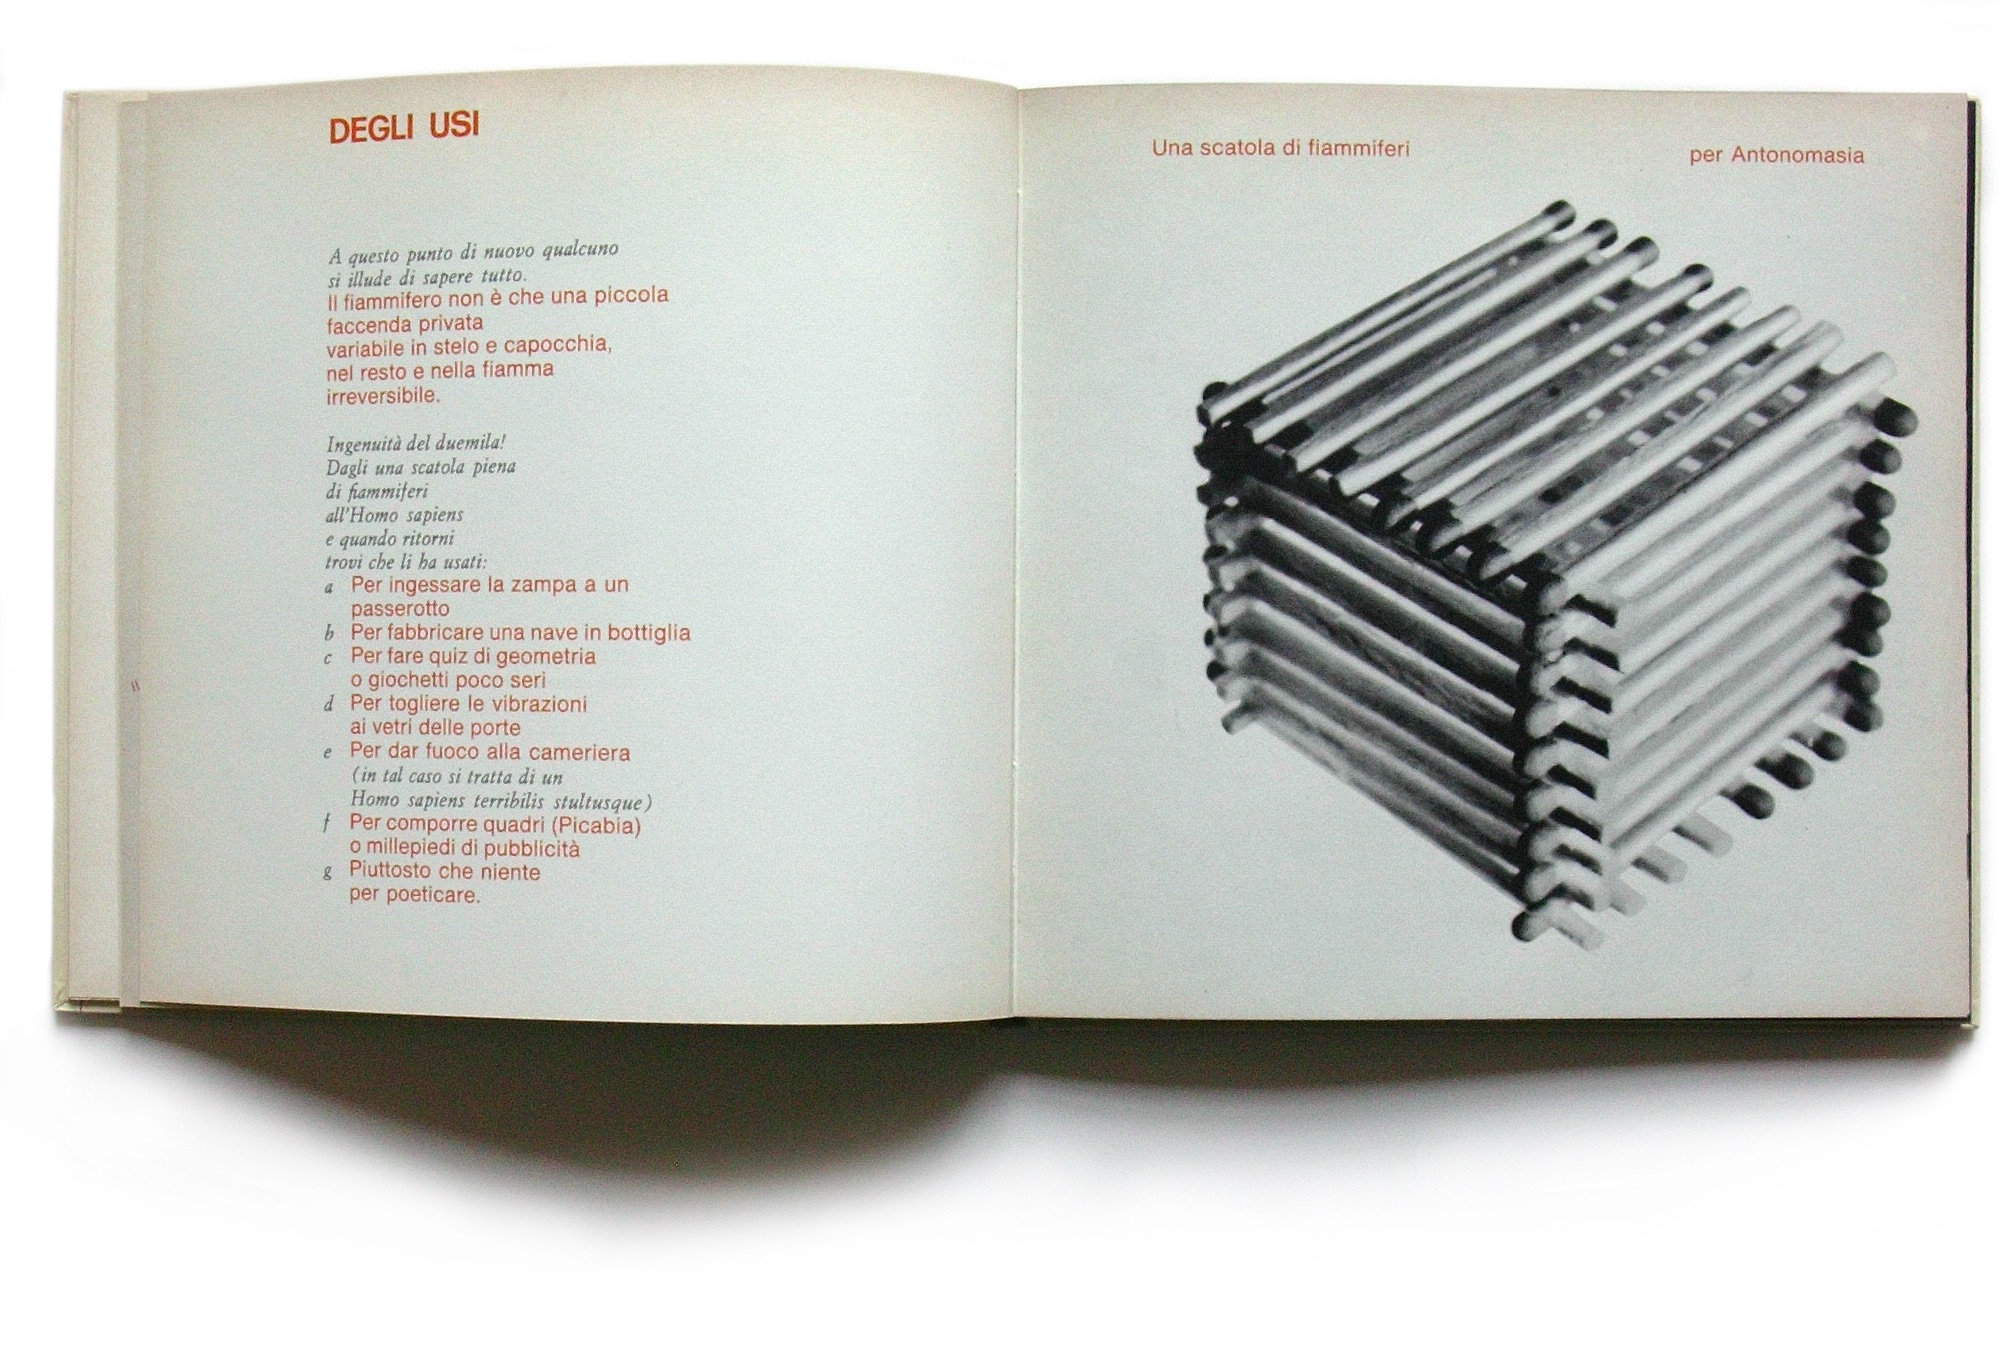 DEGLI USI
A questo punto di nuovo qualcuno
si illude di sapere tutto.
Il fiammifero non è che una piccola
faccenda privata
variabile in stelo e capocchia,
nel resto e nella fiamma
irreversibile.
Ingenuità del duemila!
Dagli una scatola piena
di fiammiferi
all'Homo sapiens
e quando ritorni
trovi che li ha usati:
a Per ingessare la zampa a un
passerotto
b Per fabbricare una nave in bottiglia
c Per fare quiz di geometria
o giochetti poco seri
d Per togliere le vibrazioni
ai vetri delle porte
e Per dar fuoco alla cameriera
(in tal caso si tratta di un
Homo sapiens terribilis stultusque)
f Per comporre quadri (Picabia)
o millepiedi di pubblicità
g Piuttosto che niente
per poeticare.
Una scatola di fiammiferi per Antonomasia